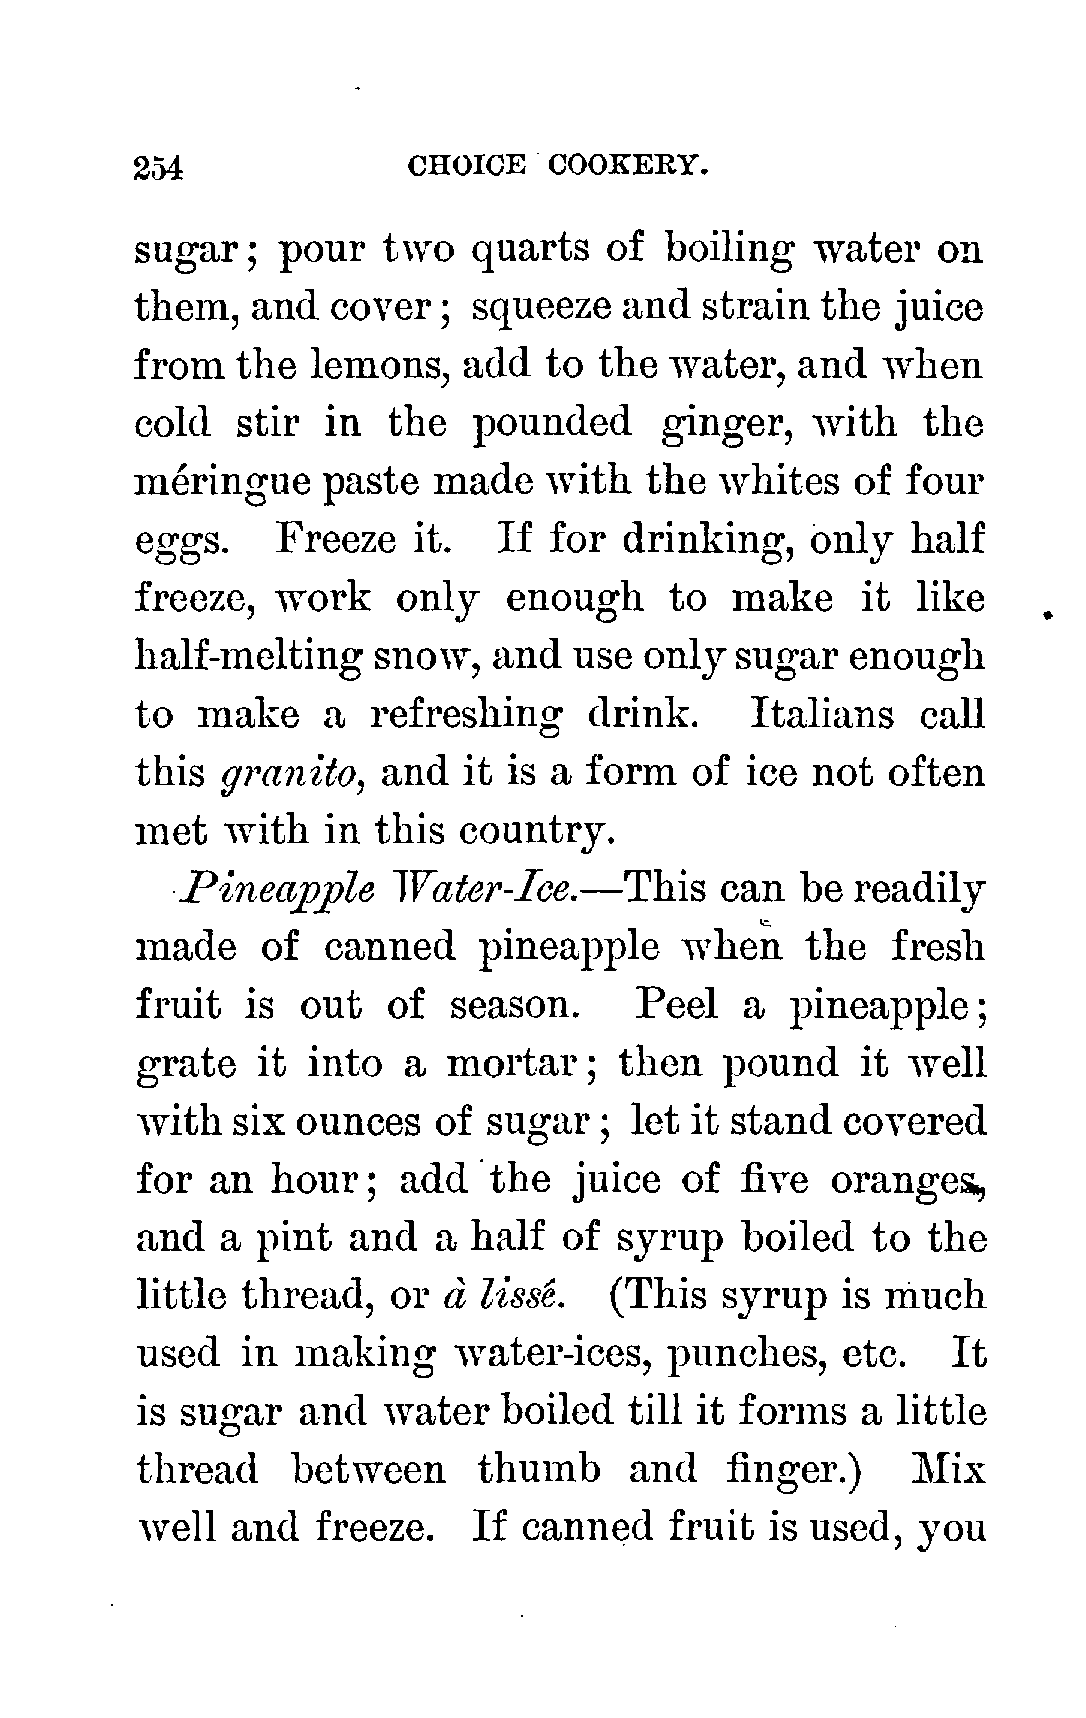 254 CHOICE COOKERY.
sugar; pour two quarts of boiling water on
them, and cover; squeeze and strain the juice
from the lemons, add to the water, and when
cold stir in the pounded ginger, with the
méringue paste made with the whites of four
eggs. Freeze it. If for drinking, only half
freeze, work only enough to make it like
half-melting snow, and use only sugar enough
to make a refreshing drink. Italians call
this granito, and it is a form of ice not often
met with in this country.
Pineapple Water-Ice.—This can be readily
made of canned pineapple when the fresh
fruit is out of season. Peel a pineapple;
grate it into a mortar; then pound it well
with six ounces of sugar; let it stand covered
for an hour; add the juice of five oranges,
and a pint and a half of syrup boiled to the
little thread, or à lissé. (This syrup is much
used in making water-ices, punches, etc. It
is sugar and water boiled till it forms a little
thread between thumb and finger.) Mix
well and freeze. If canned fruit is used, you